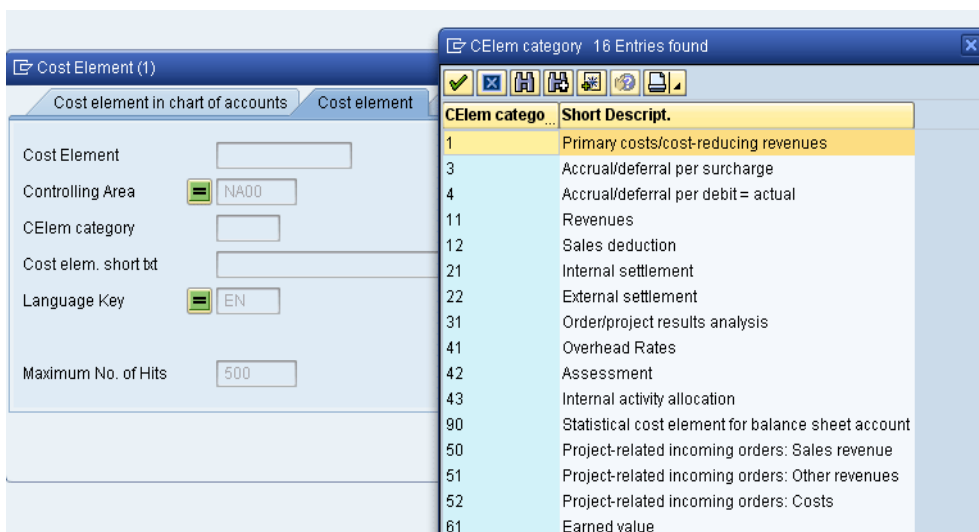 Cost Element (1)
Cost element in chart of accounts
Cost element
Cost Element
Controlling Area NA00
CElem category
Cost elem. short txt
Language Key EN
Maximum No. of Hits 500
CElem category 16 Entries found
CElem catego... Short Descript.
1 Primary costs/cost-reducing revenues
3 Accrual/deferral per surcharge
4 Accrual/deferral per debit = actual
11 Revenues
12 Sales deduction
21 Internal settlement
22 External settlement
31 Order/project results analysis
41 Overhead Rates
42 Assessment
43 Internal activity allocation
90 Statistical cost element for balance sheet account
50 Project-related incoming orders: Sales revenue
51 Project-related incoming orders: Other revenues
52 Project-related incoming orders: Costs
61 Earned value